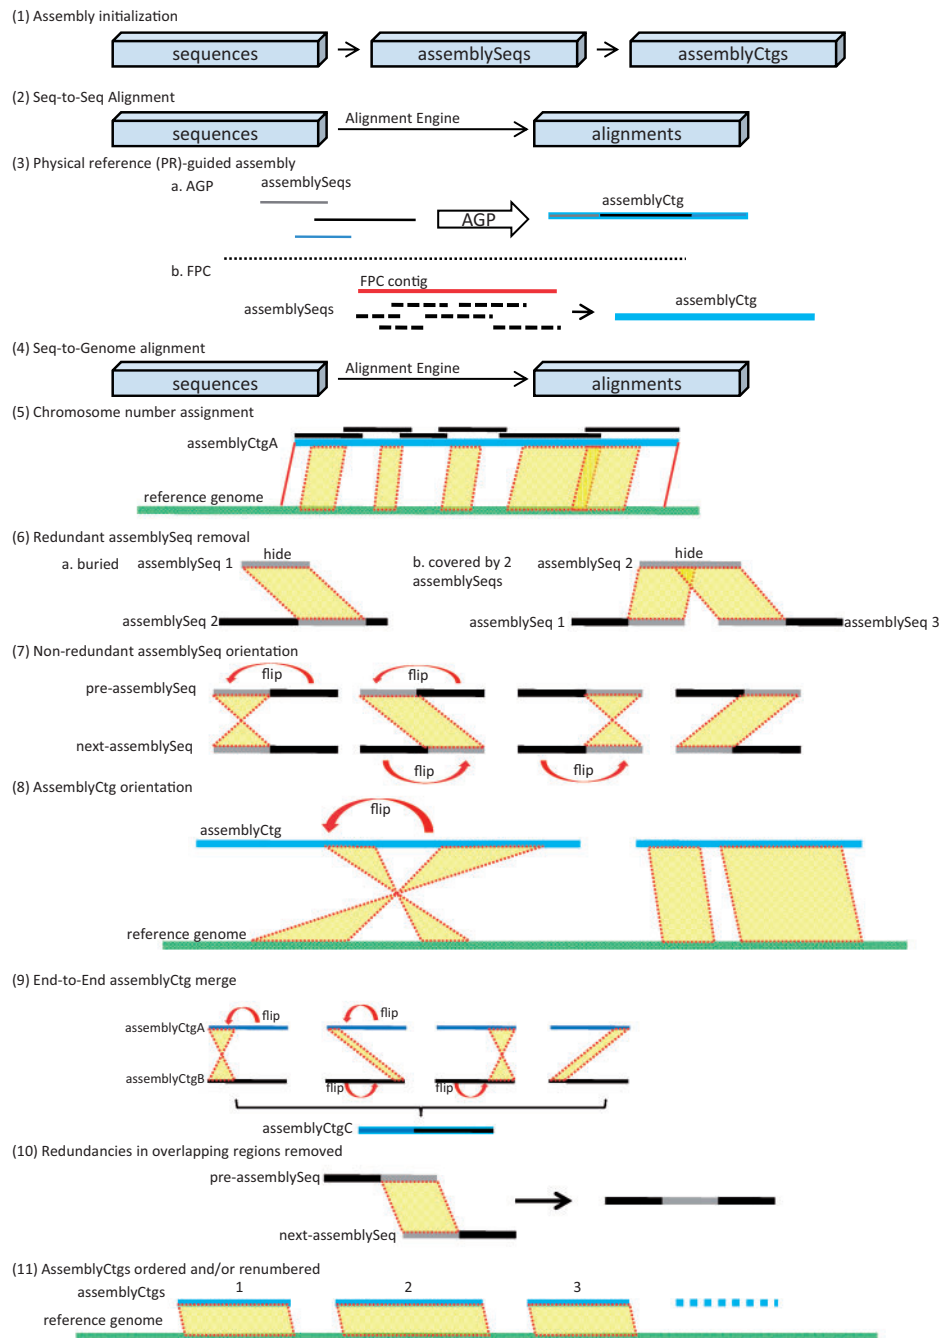 (1) Assembly initialization
sequences assemblySeqs assemblyCtgs
(2) Seq-to-Seq Alignment
sequences Alignment Engine alignments
(3) Physical reference (PR)-guided assembly
a. AGP assemblySeqs
AGP assemblyCtg
b. FPC
FPC contig
assemblySeqs assemblyCtg
(4) Seq-to-Genome alignment
sequences Alignment Engine alignments
(5) Chromosome number assignment
assemblyCtgA
reference genome
(6) Redundant assemblySeq removal
a. buried assemblySeq 1 hide
assemblySeq 2
b. covered by 2
assemblySeqs
assemblySeq 2 hide
assemblySeq 1 assemblySeq 3
(7) Non-redundant assemblySeq orientation
flip flip
pre-assemblySeq
next-assemblySeq
flip flip
(8) AssemblyCtg orientation
flip
assemblyCtg
reference genome
(9) End-to-End assemblyCtg merge
flip flip
assemblyCtgA
assemblyCtgB
flip flip
assemblyCtgC
(10) Redundancies in overlapping regions removed
pre-assemblySeq
next-assemblySeq
(11) AssemblyCtgs ordered and/or renumbered
assemblyCtgs 1 2 3
reference genome